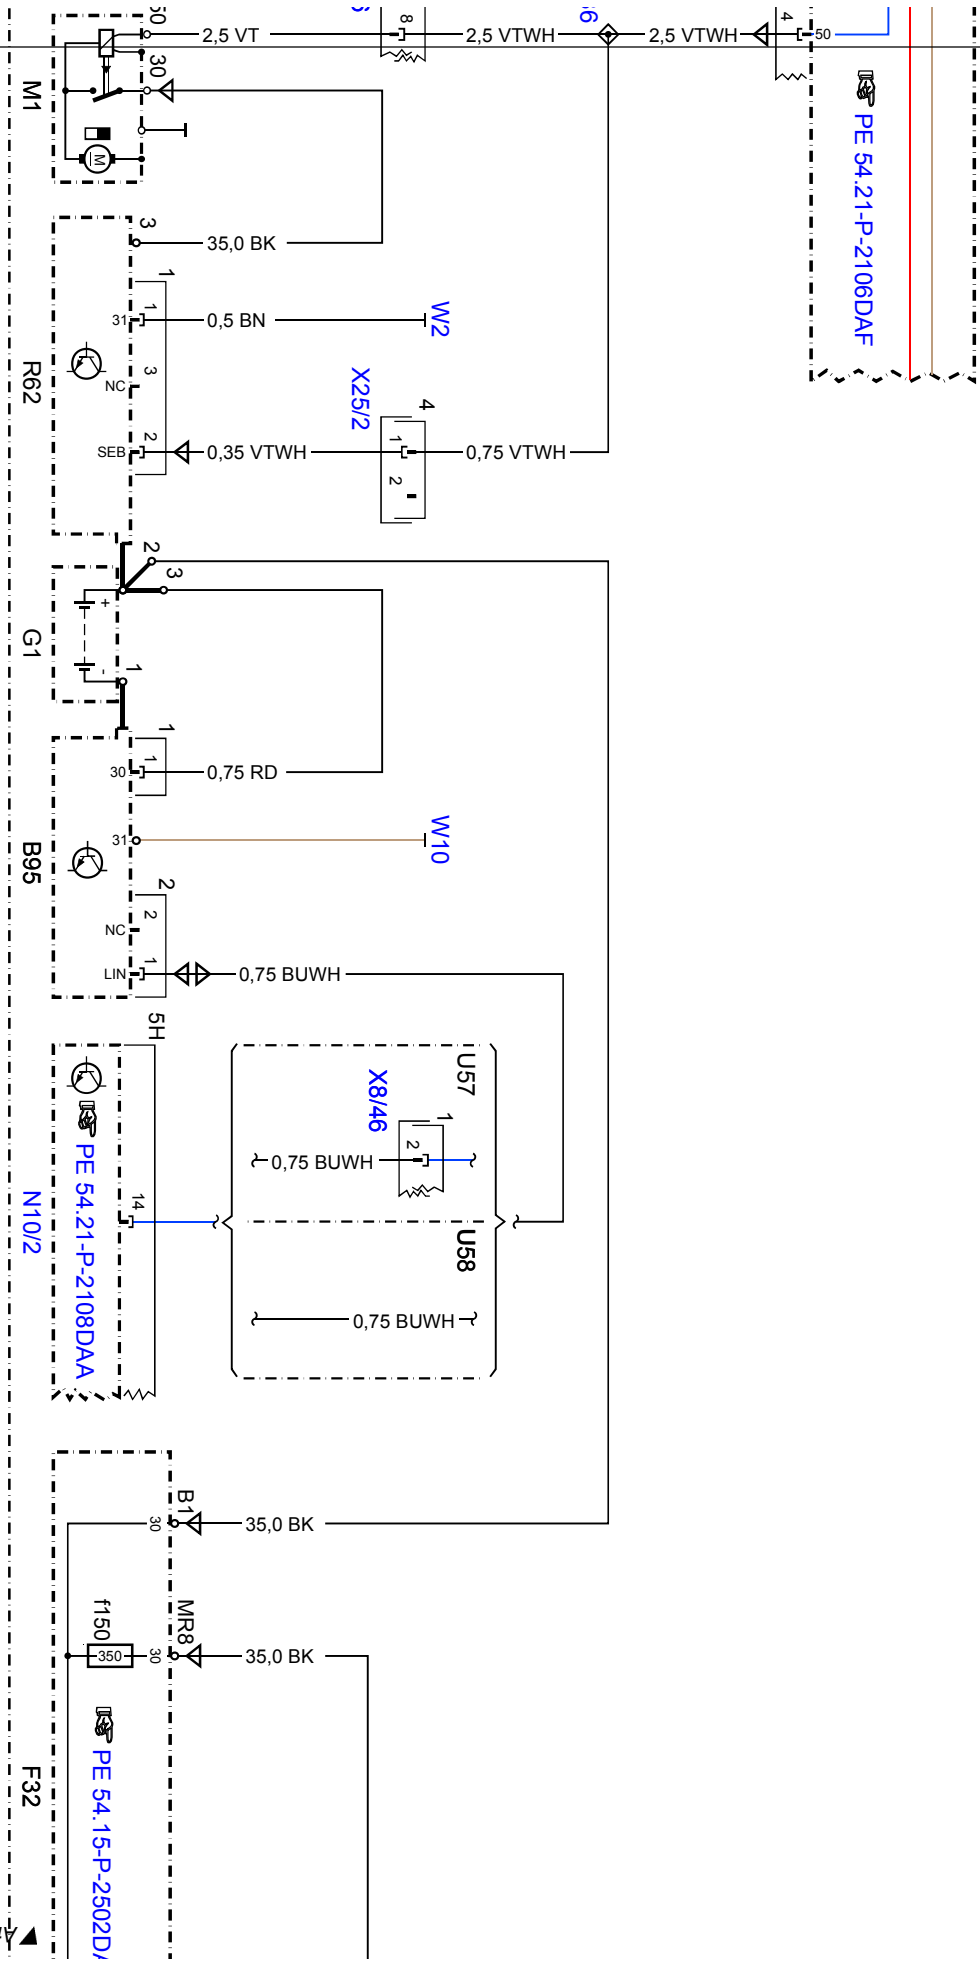 50
2,5 VT
8
2,5 VTWH
6
2,5 VTWH
4
50
30
M1
M
PE 54.21-P-2106DAF
3
35,0 BK
1
1
31
0,5 BN
W2
3
NC
R62
X25/2
4
2
SEB
0,35 VTWH
1
0,75 VTWH
2
2
3
+
G1
-
1
1
1
30
0,75 RD
31
W10
B95
2
2
NC
1
LIN
0,75 BUWH
5H
U57
X8/46
1
2
0,75 BUWH
PE 54.21-P-2108DAA
14
N10/2
U58
0,75 BUWH
B1
30
35,0 BK
f150
350
30
MR8
35,0 BK
PE 54.15-P-2502DA
F32